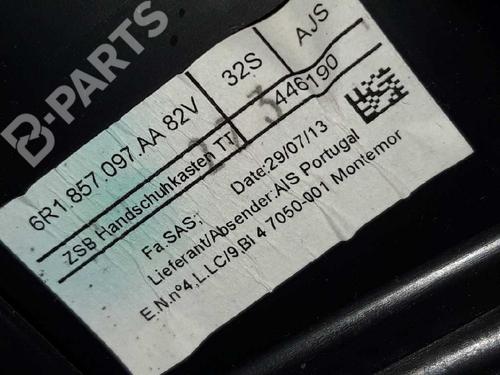 B-PARTS
6R1.857.097.AA 82V
32S
AJS
ZSB Handschuhkasten TT
446190
Fa.SAS:,
Date:29/07/13
Lieferant/Absender:AIS Portugal
E.N.nº4,L.LC/9,BI 4 7050-001 Montemor